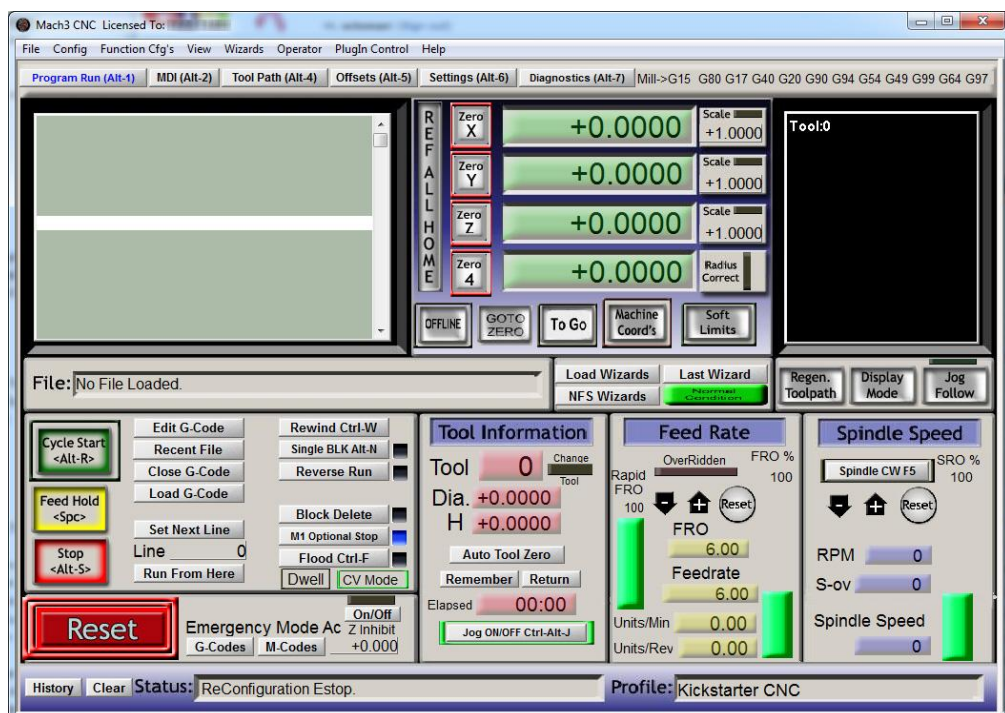 Mach3 CNC Licensed To:
File Config Function Cfg's View Wizards Operator PlugIn Control Help
Program Run (Alt-1) MDI (Alt-2) Tool Path (Alt-4) Offsets (Alt-5) Settings (Alt-6) Diagnostics (Alt-7) Mill->G15 G80 G17 G40 G20 G90 G94 G54 G49 G99 G64 G97
REF ALL HOME
Zero X +0.0000 Scale +1.0000
Zero Y +0.0000 Scale +1.0000
Zero Z +0.0000 Scale +1.0000
Zero 4 +0.0000 Radius Correct
OFFLINE GOTO ZERO To Go Machine Coord's Soft Limits
Tool:0
File: No File Loaded.
Load Wizards Last Wizard
NFS Wizards Normal Condition
Regen. Toolpath Display Mode Jog Follow
Cycle Start <Alt-R>
Feed Hold <Spc>
Stop <Alt-S>
Edit G-Code
Recent File
Close G-Code
Load G-Code
Set Next Line
Line 0
Run From Here
Rewind Ctrl-W
Single BLK Alt-N
Reverse Run
Block Delete
M1 Optional Stop
Flood Ctrl-F
Dwell CV Mode
Reset
Emergency Mode Ac
G-Codes M-Codes
On/Off
Z Inhibit
+0.000
Tool Information
Tool 0 Change Tool
Dia. +0.0000
H +0.0000
Auto Tool Zero
Remember Return
Elapsed 00:00
Jog ON/OFF Ctrl-Alt-J
Feed Rate
OverRidden FRO %
100
Rapid FRO
100
Reset
FRO
6.00
Feedrate
6.00
Units/Min 0.00
Units/Rev 0.00
Spindle Speed
Spindle CW F5 SRO %
100
Reset
RPM 0
S-ov 0
Spindle Speed
0
History Clear Status: ReConfiguration Estop.
Profile: Kickstarter CNC